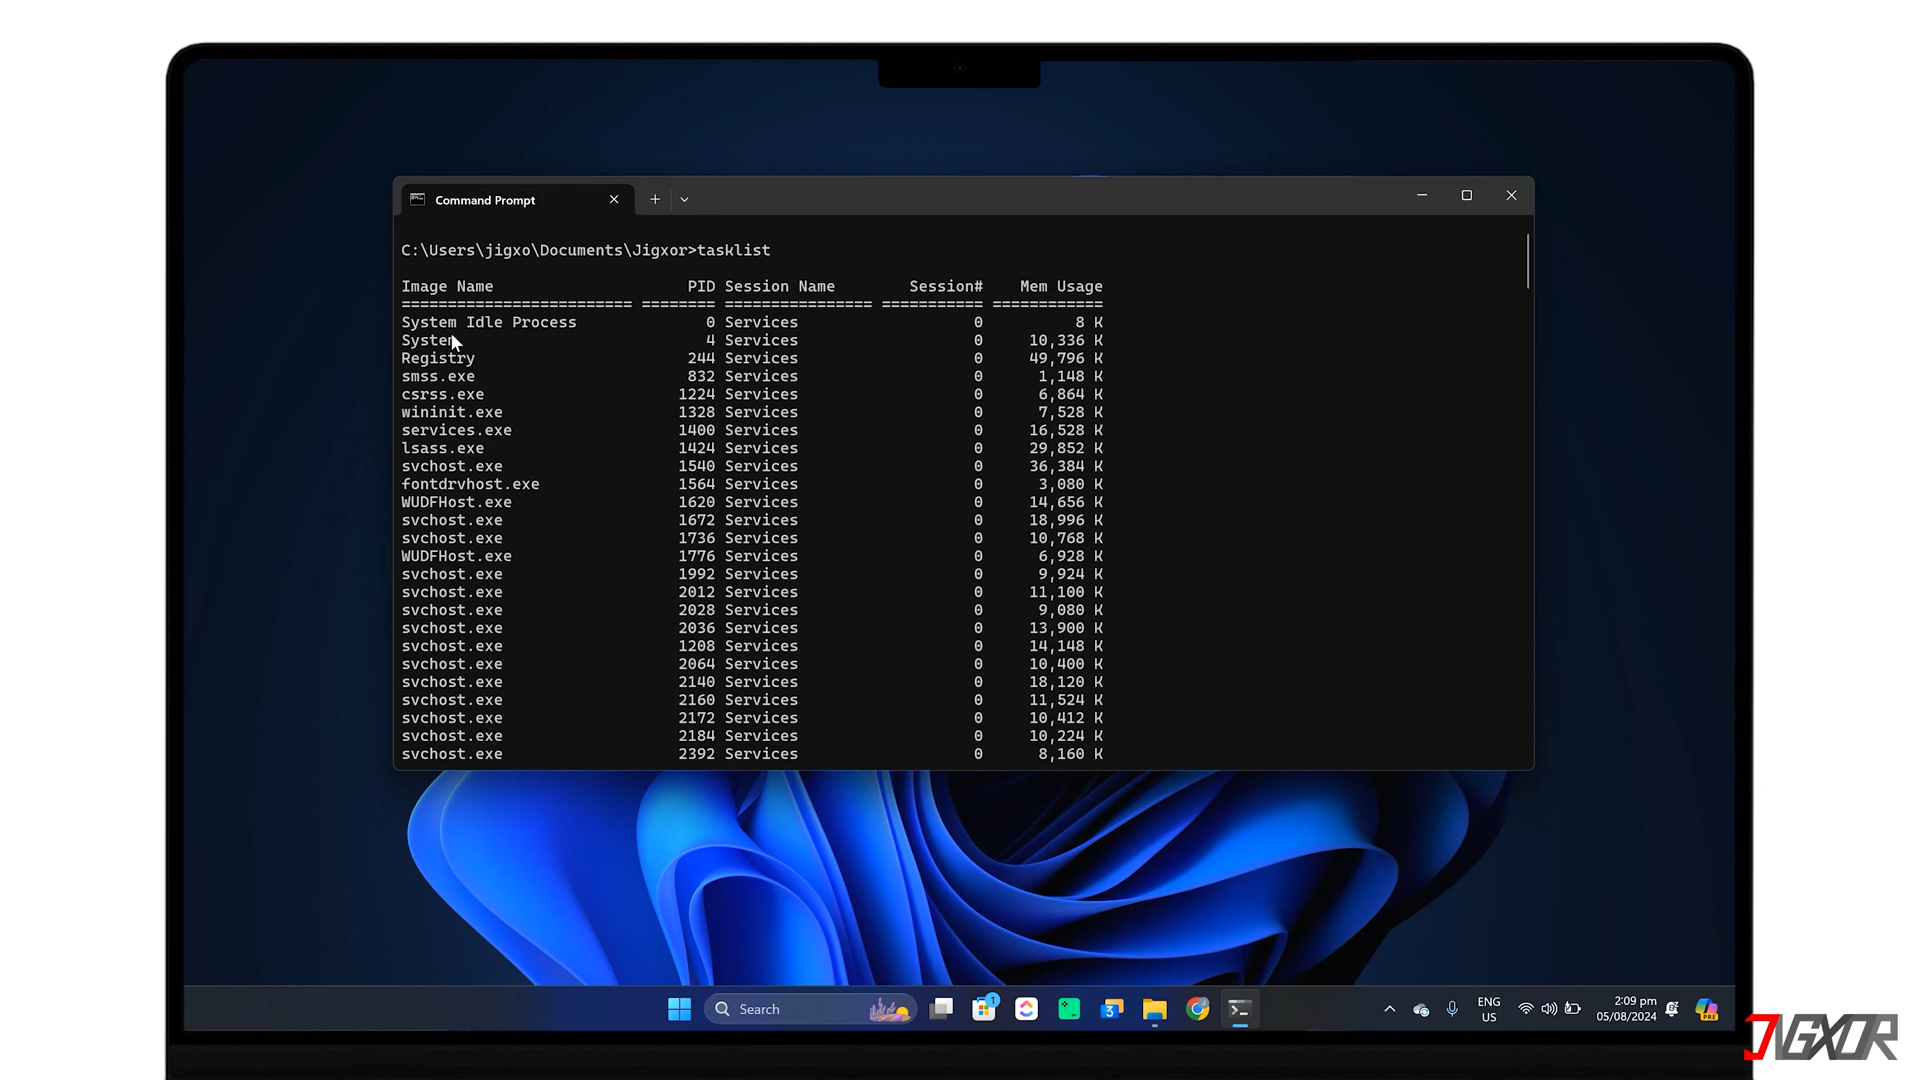 Command Prompt
C:\Users\jigxo\Documents\Jigxor>tasklist
Image Name PID Session Name Session# Mem Usage
========================= ======== ================ =========== ============
System Idle Process 0 Services 0 8 K
System 4 Services 0 10,336 K
Registry 244 Services 0 49,796 K
smss.exe 832 Services 0 1,148 K
csrss.exe 1224 Services 0 6,864 K
wininit.exe 1328 Services 0 7,528 K
services.exe 1400 Services 0 16,528 K
lsass.exe 1424 Services 0 29,852 K
svchost.exe 1540 Services 0 36,384 K
fontdrvhost.exe 1564 Services 0 3,080 K
WUDFHost.exe 1620 Services 0 14,656 K
svchost.exe 1672 Services 0 18,996 K
svchost.exe 1736 Services 0 10,768 K
WUDFHost.exe 1776 Services 0 6,928 K
svchost.exe 1992 Services 0 9,924 K
svchost.exe 2012 Services 0 11,100 K
svchost.exe 2028 Services 0 9,080 K
svchost.exe 2036 Services 0 13,900 K
svchost.exe 1208 Services 0 14,148 K
svchost.exe 2064 Services 0 10,400 K
svchost.exe 2140 Services 0 18,120 K
svchost.exe 2160 Services 0 11,524 K
svchost.exe 2172 Services 0 10,412 K
svchost.exe 2184 Services 0 10,224 K
svchost.exe 2392 Services 0 8,160 K
Search 1 3 ENG 2:09 pm
US 05/08/2024 PRE
JIGXOR